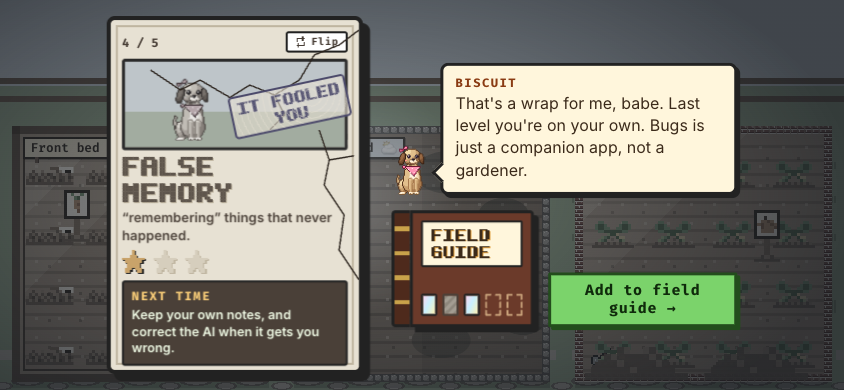 4 / 5
Flip
IT FOOLED
YOU
FALSE
MEMORY
“remembering” things that never
happened.
NEXT TIME
Keep your own notes, and
correct the AI when it gets you
wrong.
Front bed
BISCUIT
That's a wrap for me, babe. Last
level you're on your own. Bugs is
just a companion app, not a
gardener.
FIELD
GUIDE
Add to field
guide →